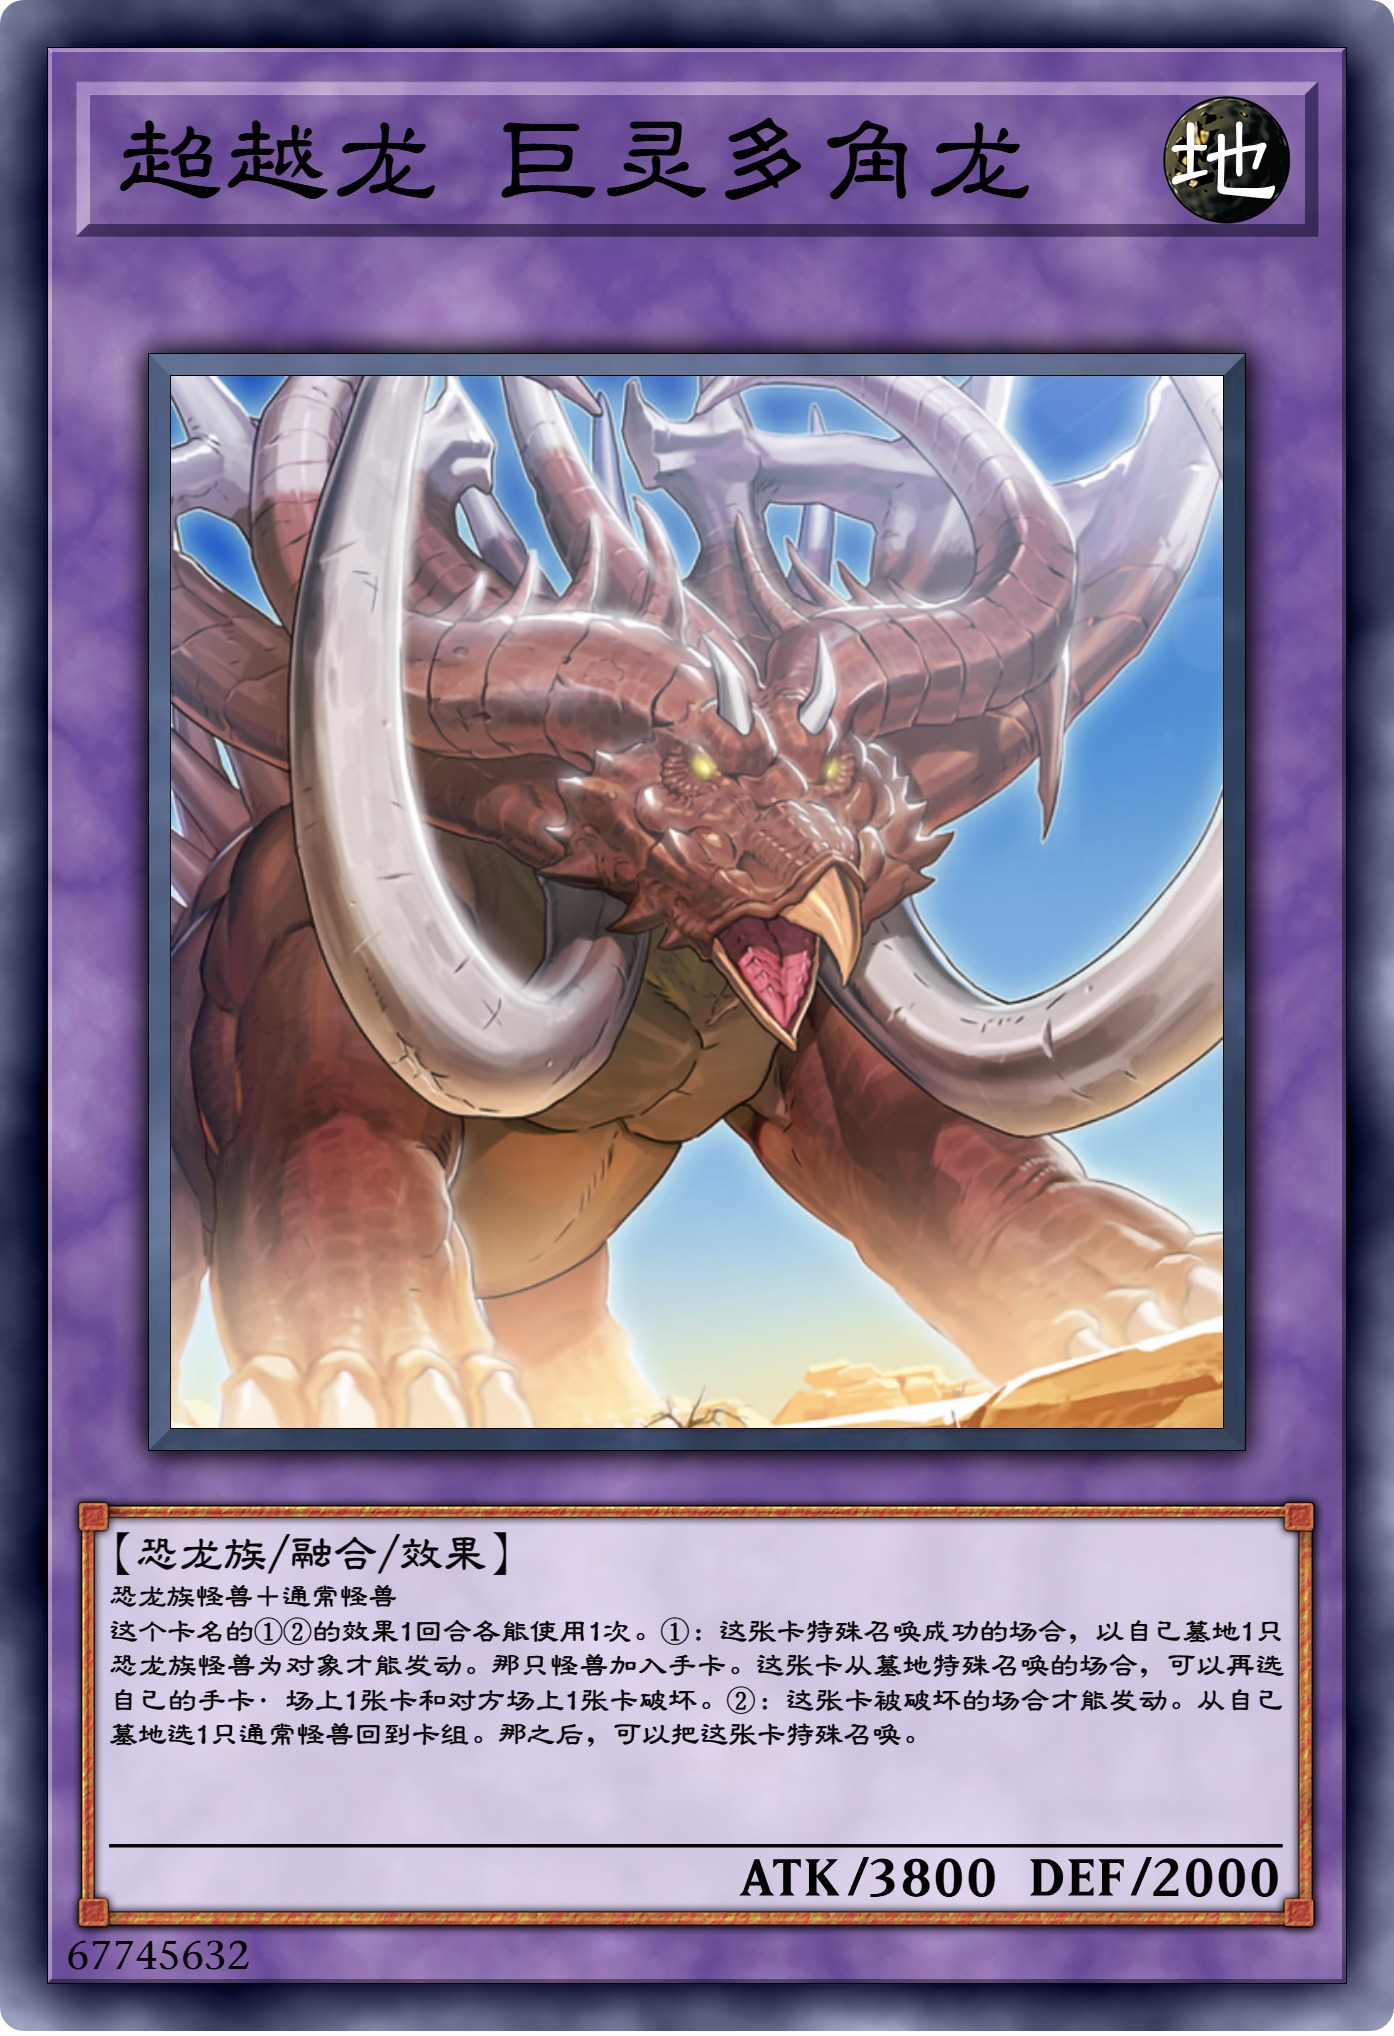 超越龙 巨灵多角龙
地
【恐龙族/融合/效果】
恐龙族怪兽＋通常怪兽
这个卡名的①②的效果1回合各能使用1次。①：这张卡特殊召唤成功的场合，以自己墓地1只
恐龙族怪兽为对象才能发动。那只怪兽加入手卡。这张卡从墓地特殊召唤的场合，可以再选
自己的手卡·场上1张卡和对方场上1张卡破坏。②：这张卡被破坏的场合才能发动。从自己
墓地选1只通常怪兽回到卡组。那之后，可以把这张卡特殊召唤。
ATK/3800 DEF/2000
67745632